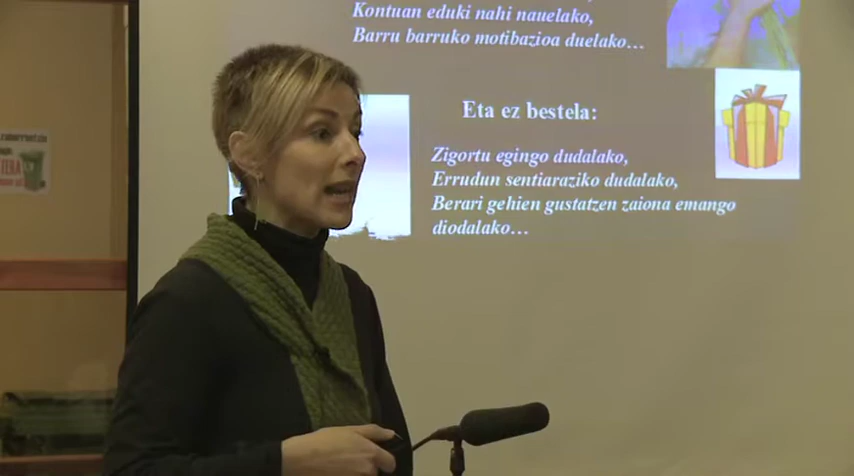 Kontuan eduki nahi nauelako,
Barru barruko motibazioa duelako…
Eta ez bestela:
Zigortu egingo dudalako,
Errudun sentiaraziko dudalako,
Berari gehien gustatzen zaiona emango
diodalako…